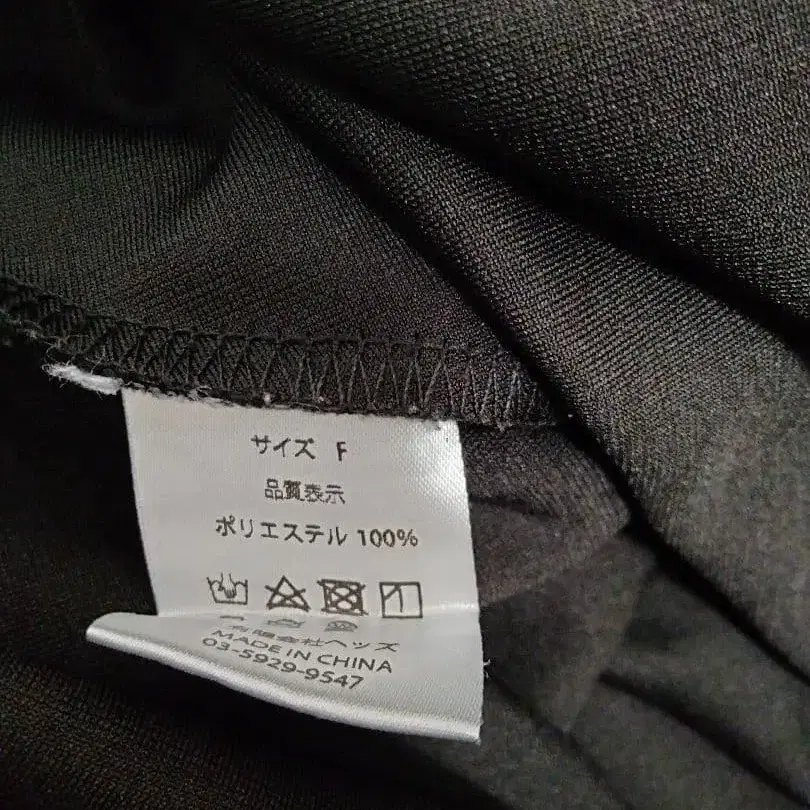 サイズ F
品質表示
ポリエステル 100%
有限会社ヘッズ
MADE IN CHINA
03-5929-9547